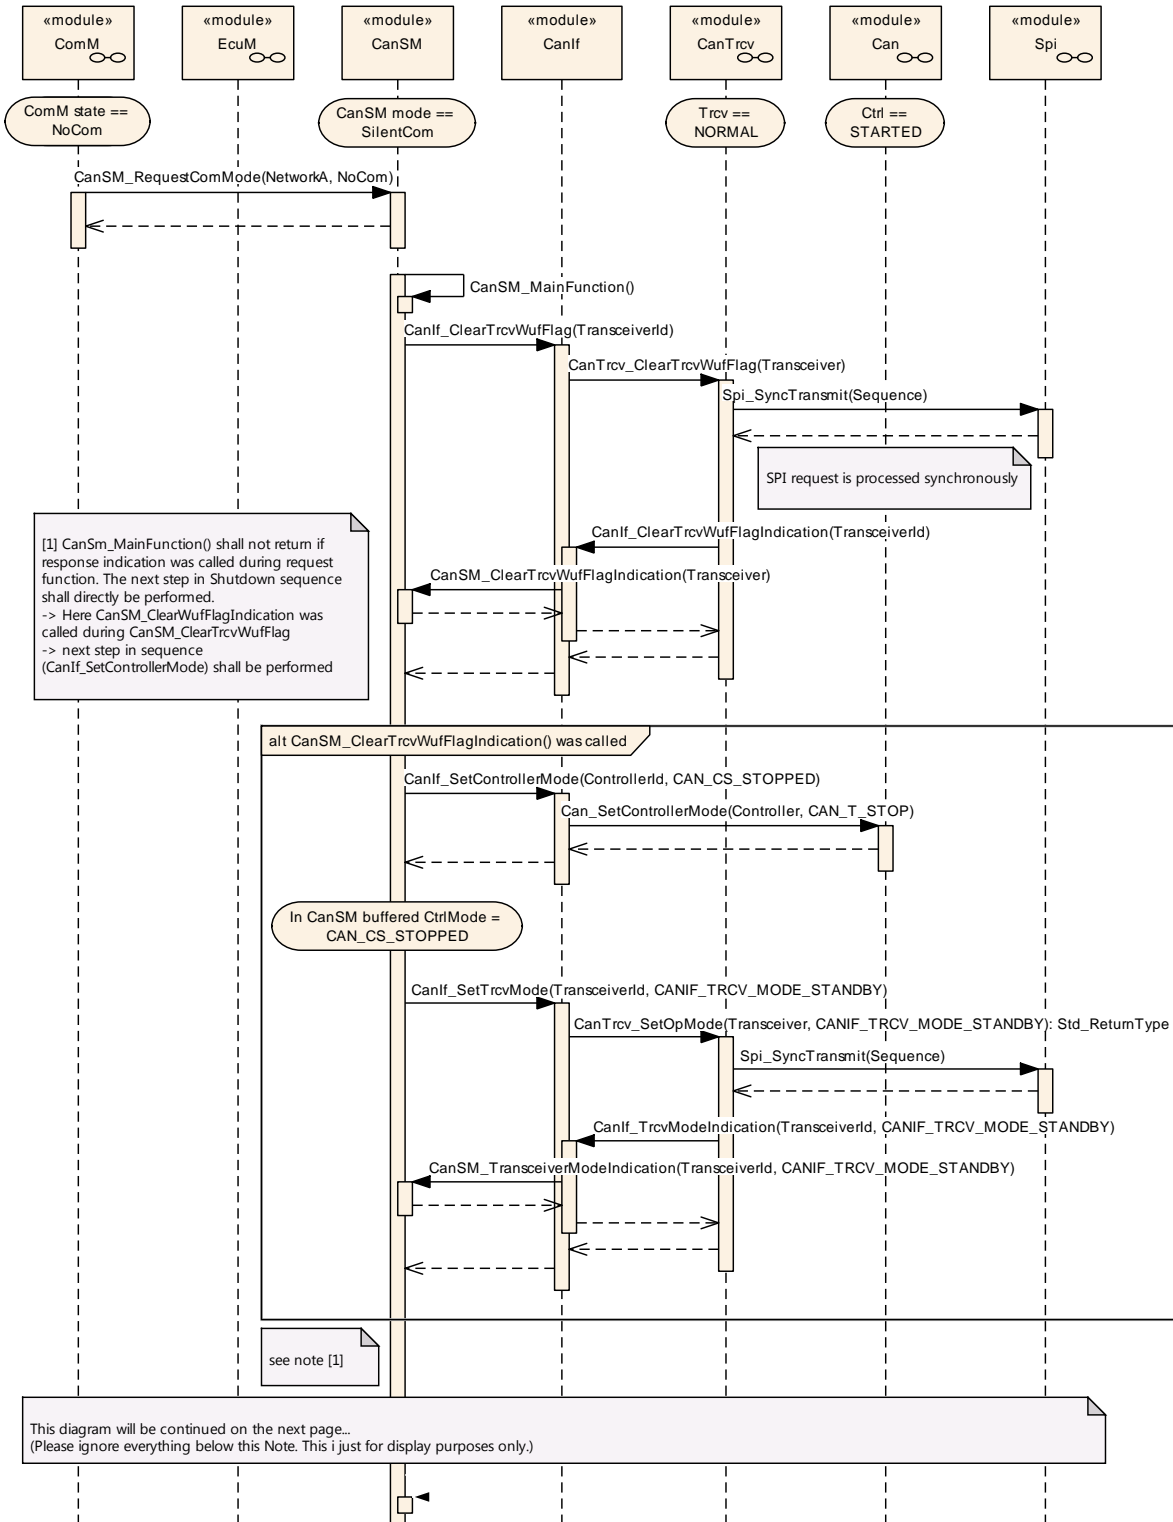 «module»
ComM
«module»
EcuM
«module»
CanSM
«module»
CanIf
«module»
CanTrcv
«module»
Can
«module»
Spi
ComM state ==
NoCom
CanSM mode ==
SilentCom
Trcv ==
NORMAL
Ctrl ==
STARTED
CanSM_RequestComMode(NetworkA, NoCom)
CanSM_MainFunction()
CanIf_ClearTrcvWufFlag(TransceiverId)
CanTrcv_ClearTrcvWufFlag(Transceiver)
Spi_SyncTransmit(Sequence)
SPI request is processed synchronously
CanIf_ClearTrcvWufFlagIndication(TransceiverId)
CanSM_ClearTrcvWufFlagIndication(Transceiver)
[1] CanSm_MainFunction() shall not return if
response indication was called during request
function. The next step in Shutdown sequence
shall directly be performed.
-> Here CanSM_ClearWufFlagIndication was
called during CanSM_ClearTrcvWufFlag
-> next step in sequence
(CanIf_SetControllerMode) shall be performed
alt CanSM_ClearTrcvWufFlagIndication() was called
CanIf_SetControllerMode(ControllerId, CAN_CS_STOPPED)
Can_SetControllerMode(Controller, CAN_T_STOP)
In CanSM buffered CtrlMode =
CAN_CS_STOPPED
CanIf_SetTrcvMode(TransceiverId, CANIF_TRCV_MODE_STANDBY)
CanTrcv_SetOpMode(Transceiver, CANIF_TRCV_MODE_STANDBY): Std_ReturnType
Spi_SyncTransmit(Sequence)
CanIf_TrcvModeIndication(TransceiverId, CANIF_TRCV_MODE_STANDBY)
CanSM_TransceiverModeIndication(TransceiverId, CANIF_TRCV_MODE_STANDBY)
see note [1]
This diagram will be continued on the next page...
(Please ignore everything below this Note. This i just for display purposes only.)